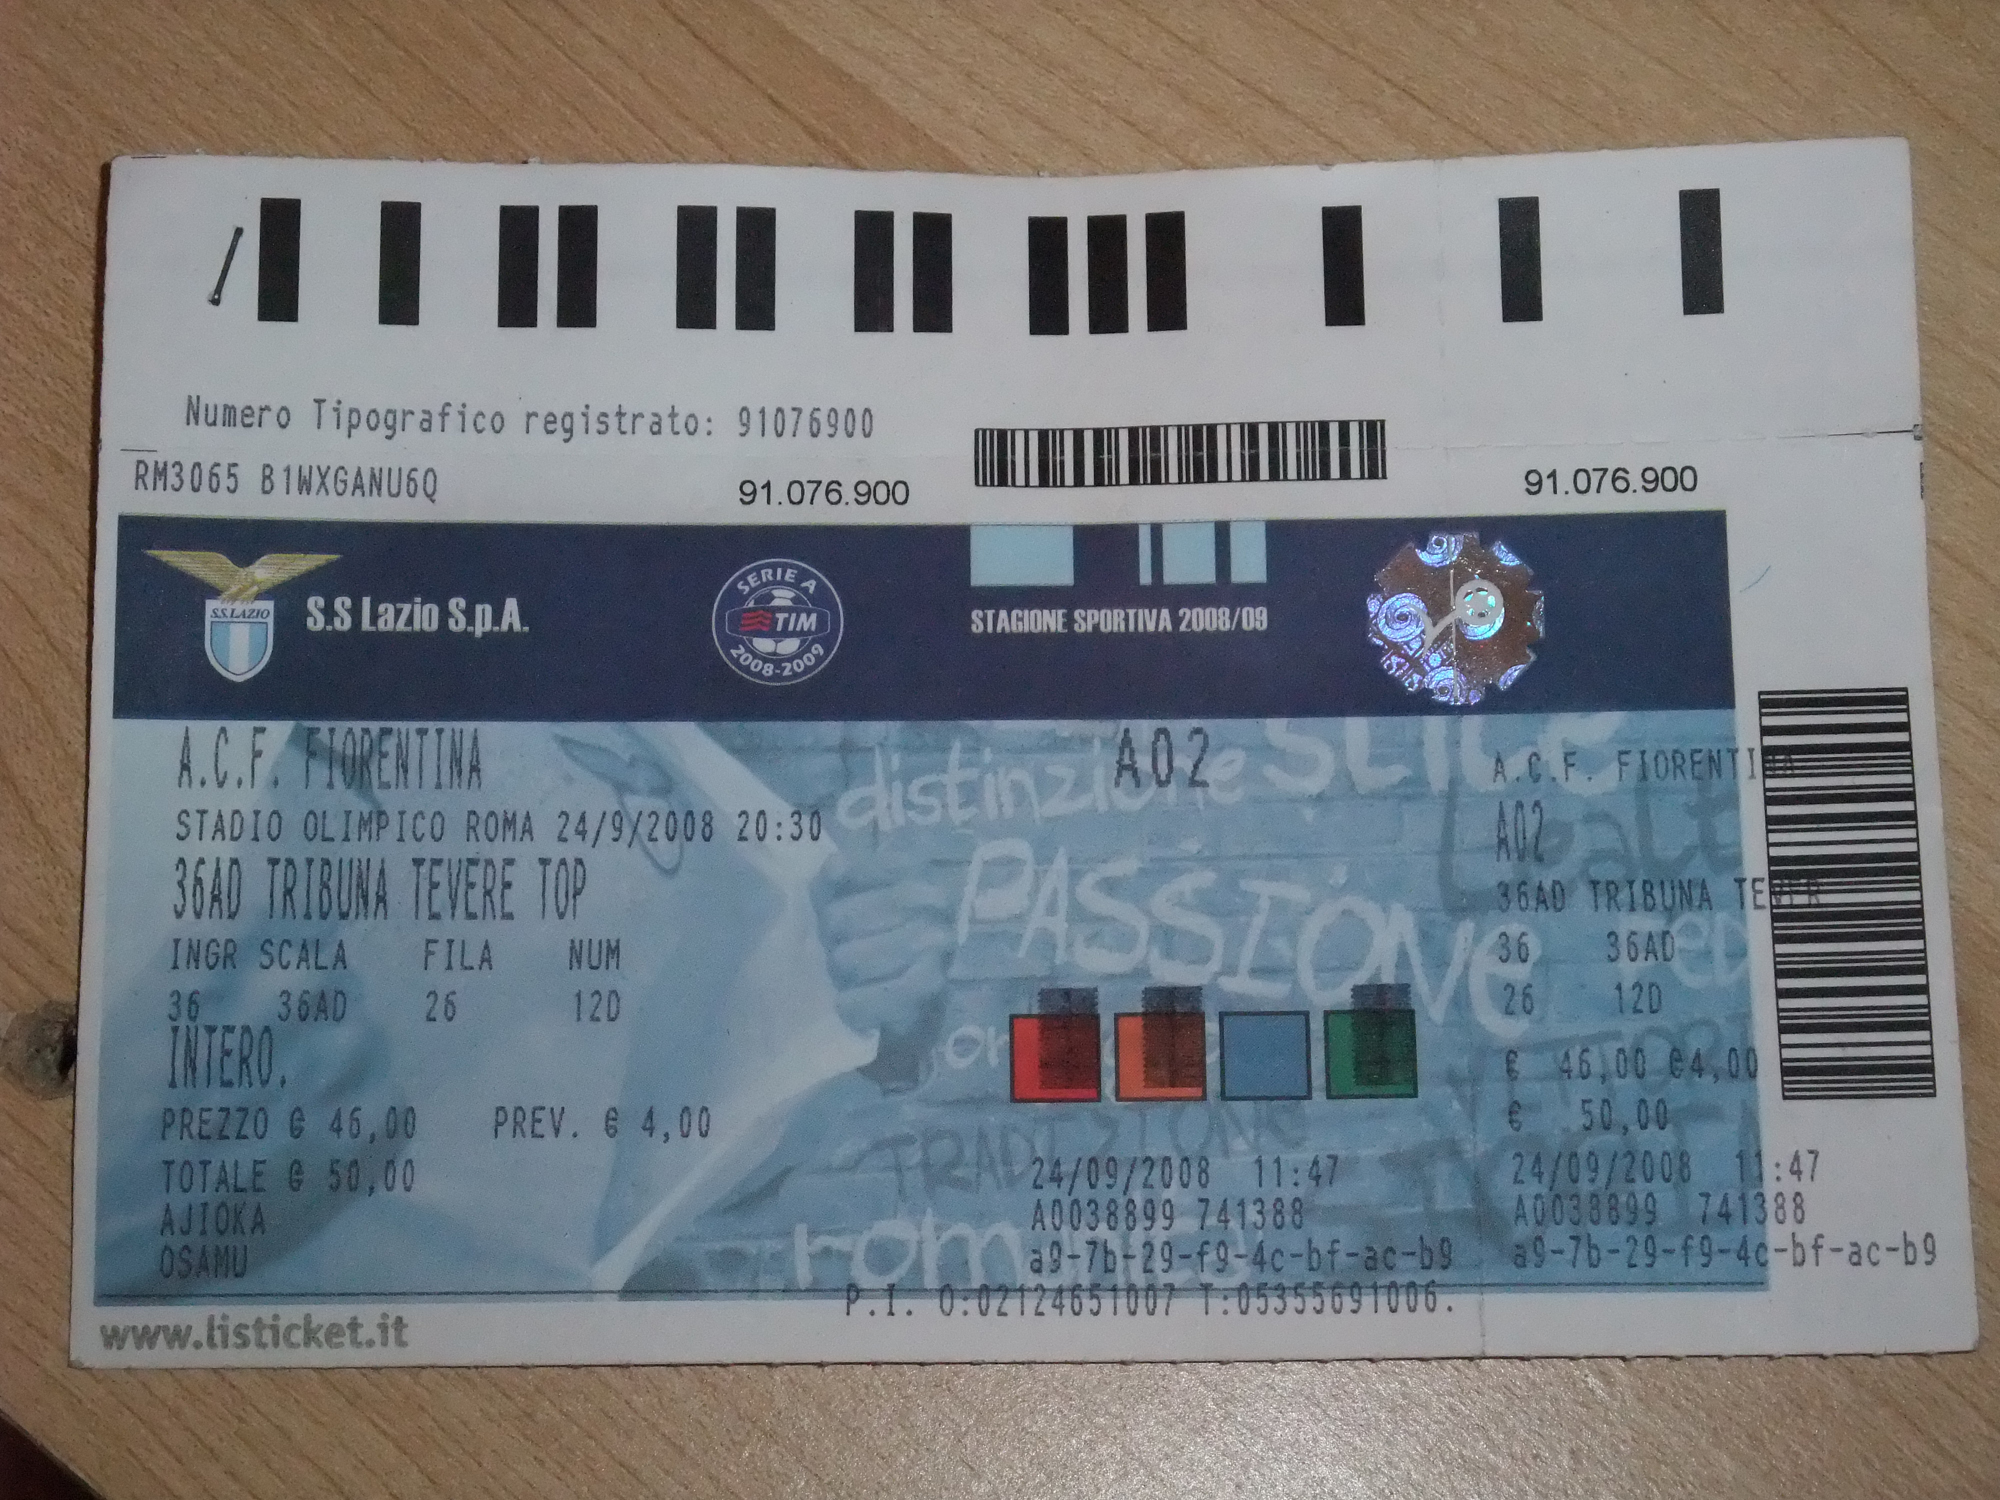 Numero Tipografico registrato: 91076900
RM3065 B1WXGANU6Q
91.076.900
91.076.900
S.S.LAZIO
S.S Lazio S.p.A.
SERIE A
TIM
2008-2009
STAGIONE SPORTIVA 2008/09
A.C.F. FIORENTINA
A02
STADIO OLIMPICO ROMA 24/9/2008 20:30
36AD TRIBUNA TEVERE TOP
INGR SCALA FILA NUM
36 36AD 26 12D
INTERO.
PREZZO € 46,00 PREV. € 4,00
TOTALE € 50,00
AJIOKA
OSAMU
distinzione
STILE
PASSIONE
TRADIZIONE
24/09/2008 11:47
A0038899 741388
a9-7b-29-f9-4c-bf-ac-b9
P.I. O:02124651007 T:05355691006.
A.C.F. FIORENTINA
A02
36AD TRIBUNA TEVER
36 36AD
26 12D
€ 46,00 €4,00
€ 50,00
24/09/2008 11:47
A0038899 741388
a9-7b-29-f9-4c-bf-ac-b9
www.listicket.it